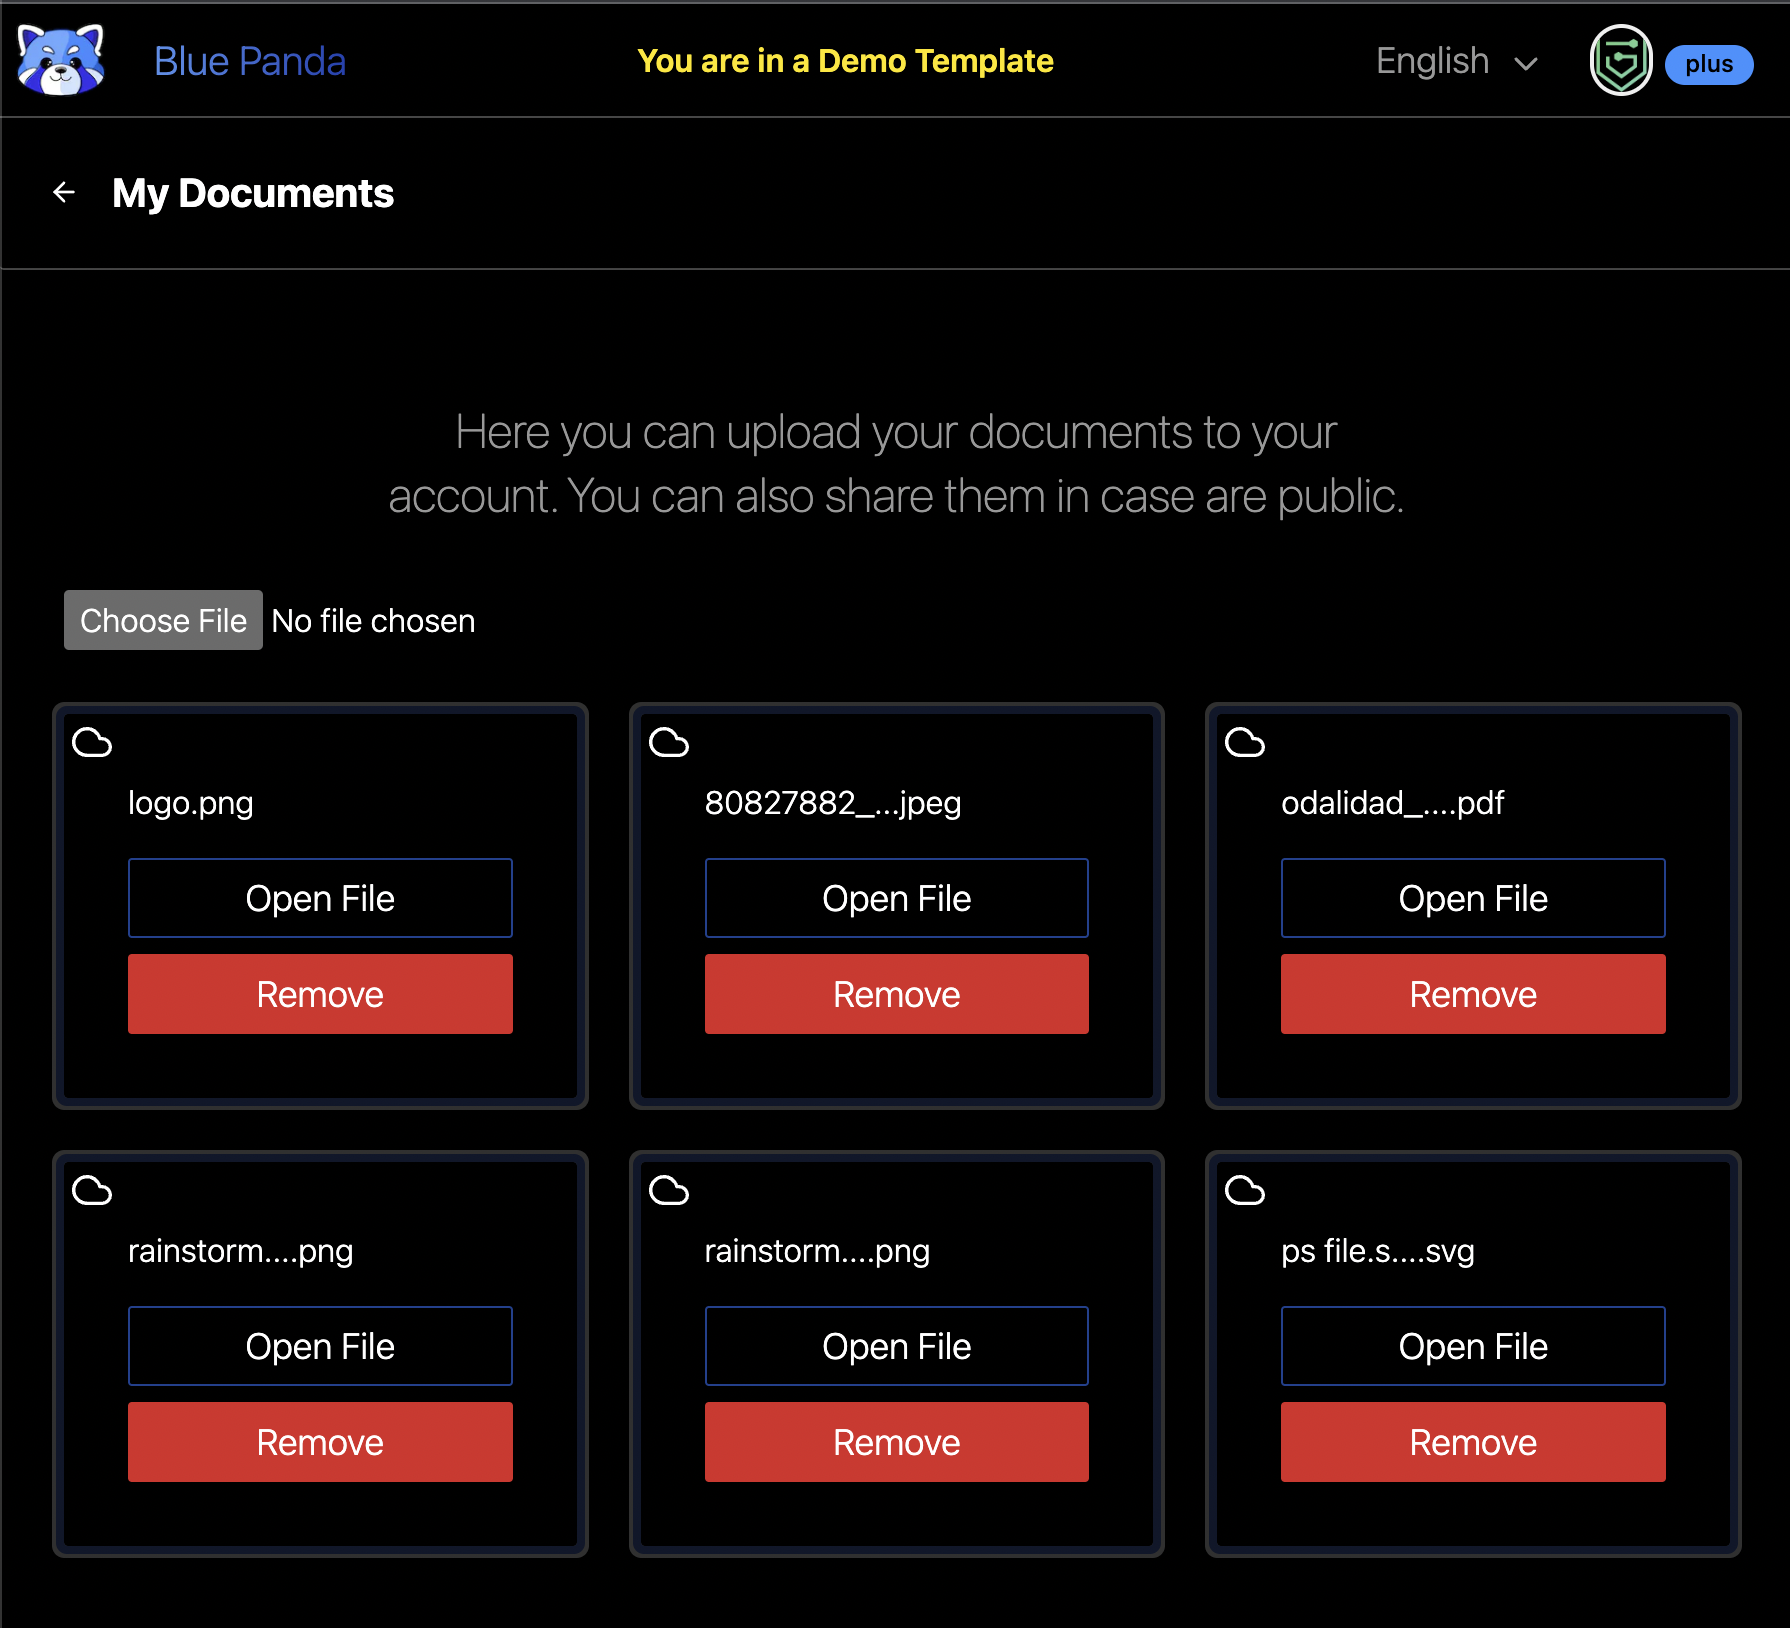 Blue Panda
You are in a Demo Template
English
plus
My Documents
Here you can upload your documents to your
account. You can also share them in case are public.
Choose File No file chosen
logo.png
Open File
Remove
80827882_...jpeg
Open File
Remove
odalidad_....pdf
Open File
Remove
rainstorm....png
Open File
Remove
rainstorm....png
Open File
Remove
ps file.s....svg
Open File
Remove